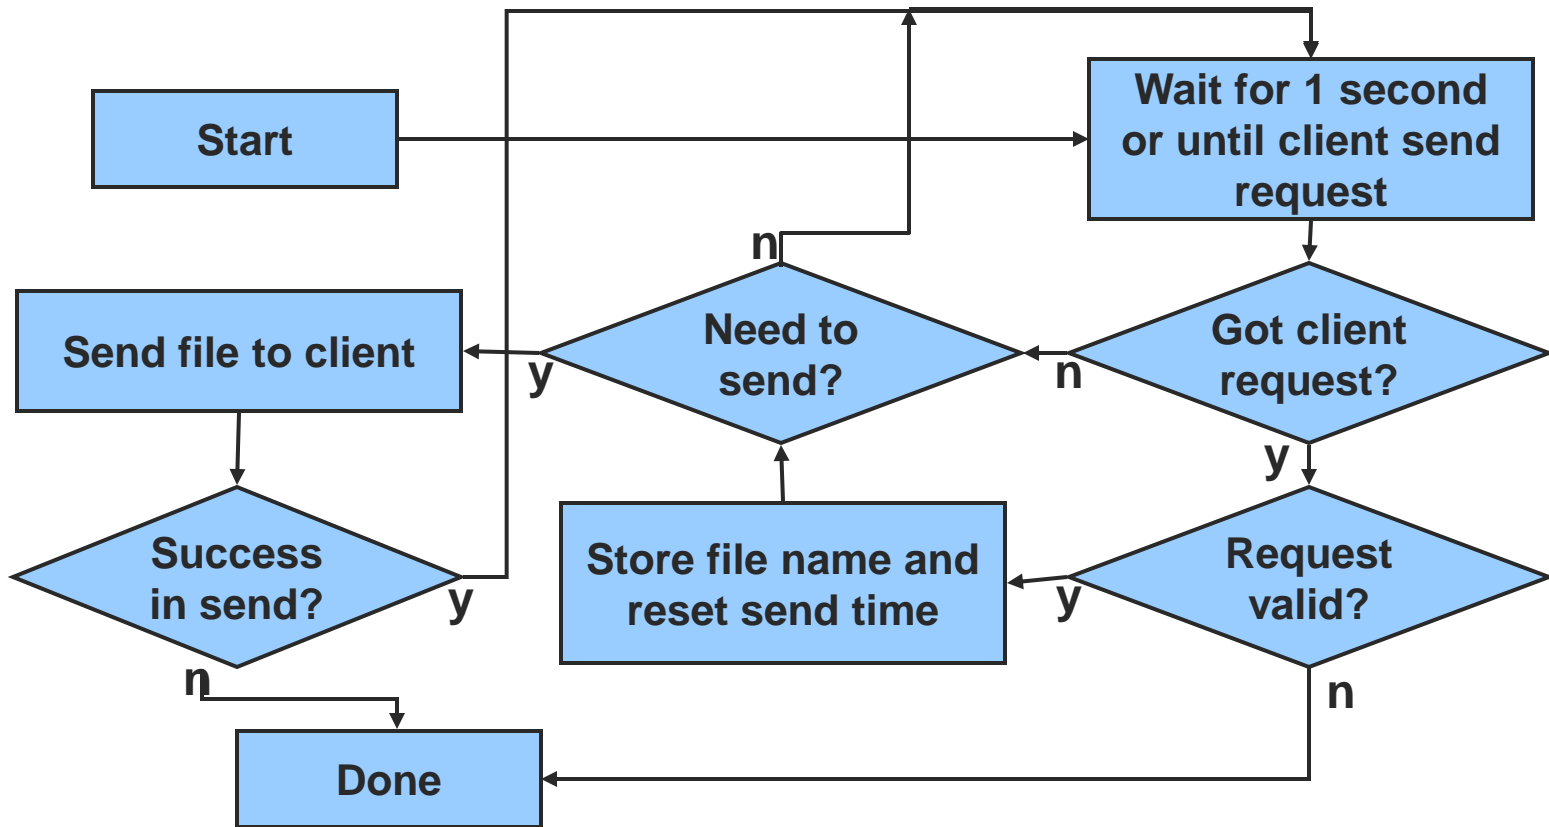 Start
Wait for 1 second
or until client send
request
n
Send file to client
y
Need to
send?
n
Got client
request?
y
Success
in send?
y
Store file name and
reset send time
y
Request
valid?
n
n
Done